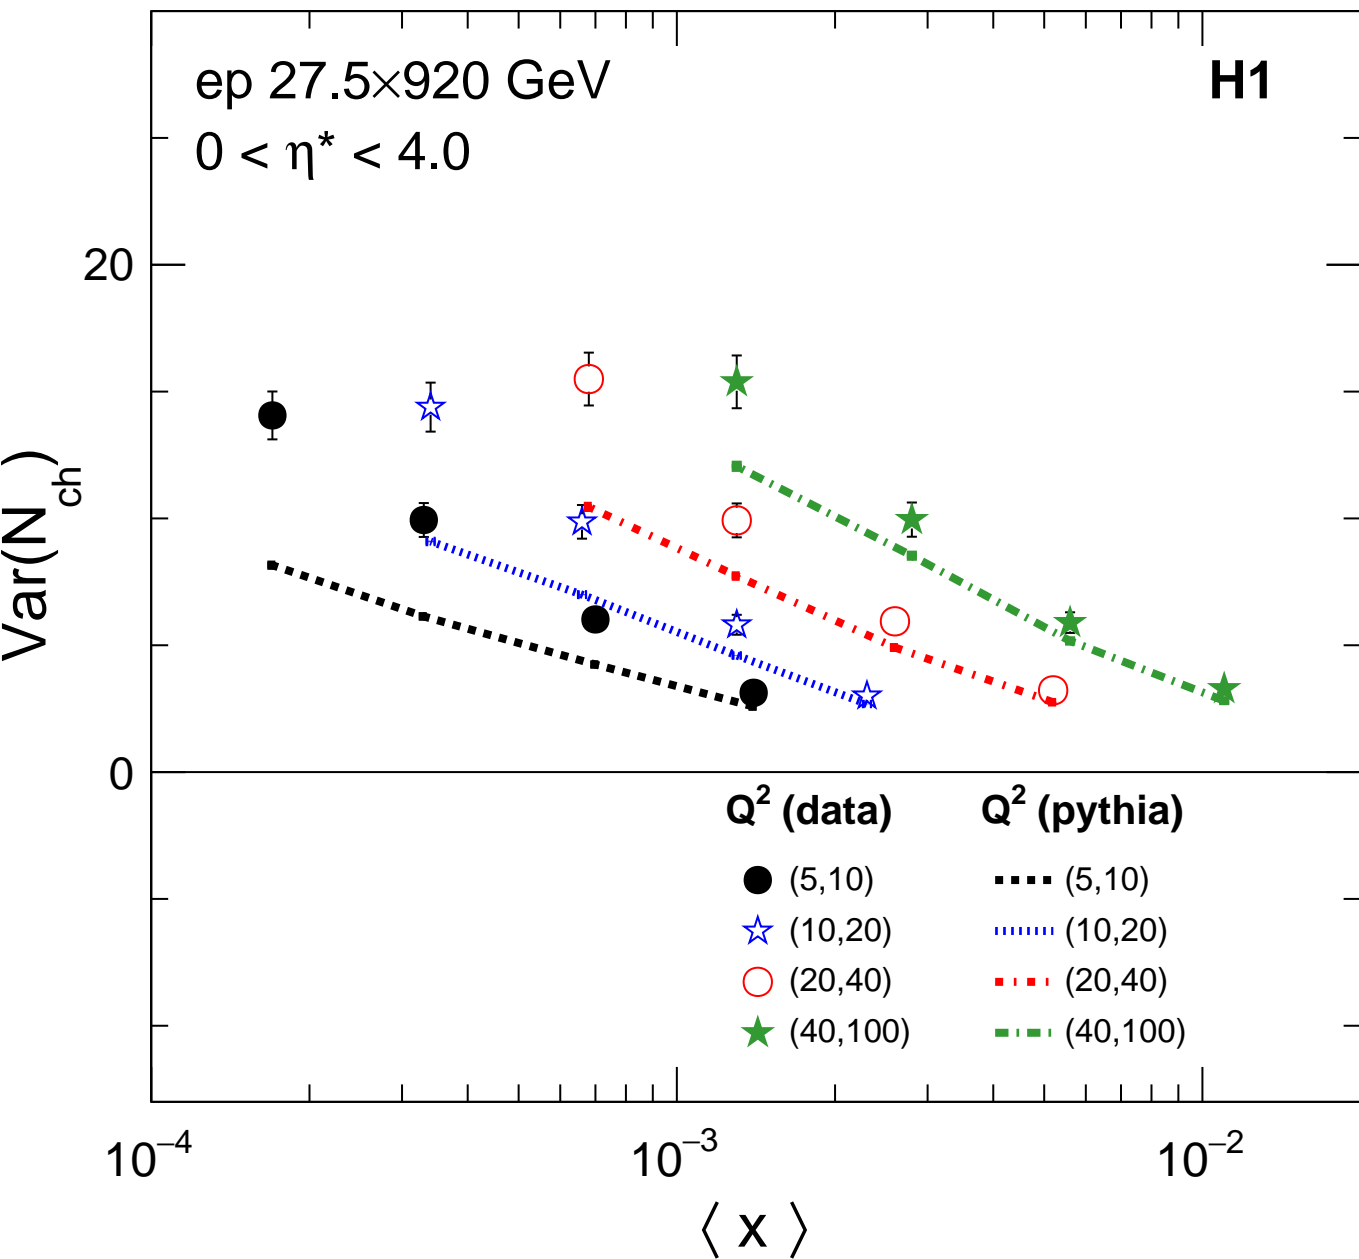 ep 27.5×920 GeV
H1
0 < η* < 4.0
20
Var(N_ch)
0
Q² (data) Q² (pythia)
(5,10) (5,10)
(10,20) (10,20)
(20,40) (20,40)
(40,100) (40,100)
10⁻⁴ 10⁻³ 10⁻²
⟨ x ⟩